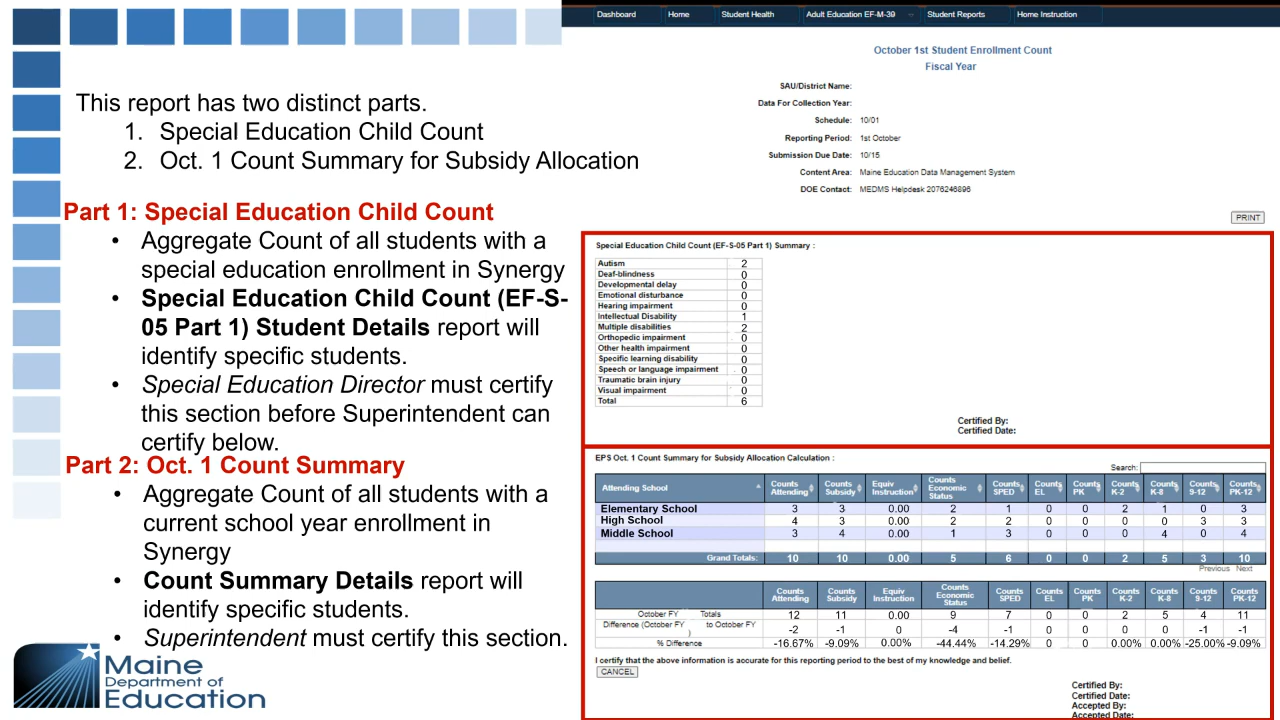 This report has two distinct parts.
1. Special Education Child Count
2. Oct. 1 Count Summary for Subsidy Allocation
Part 1: Special Education Child Count
• Aggregate Count of all students with a
special education enrollment in Synergy
• Special Education Child Count (EF-S-
05 Part 1) Student Details report will
identify specific students.
• Special Education Director must certify
this section before Superintendent can
certify below.
Part 2: Oct. 1 Count Summary
• Aggregate Count of all students with a
current school year enrollment in
Synergy
• Count Summary Details report will
identify specific students.
• Superintendent must certify this section.
Maine
Department of
Education
Dashboard Home Student Health Adult Education EF-M-39 Student Reports Home Instruction
October 1st Student Enrollment Count
Fiscal Year
SAU/District Name:
Data For Collection Year:
Schedule: 10/01
Reporting Period: 1st October
Submission Due Date: 10/15
Content Area: Maine Education Data Management System
DOE Contact: MEDMS Helpdesk 2076246896
PRINT
Special Education Child Count (EF-S-05 Part 1) Summary :
Autism 2
Deaf-blindness 0
Developmental delay 0
Emotional disturbance 0
Hearing impairment 0
Intellectual Disability 1
Multiple disabilities 2
Orthopedic impairment 0
Other health impairment 0
Specific learning disability 0
Speech or language impairment 0
Traumatic brain injury 0
Visual impairment 0
Total 6
Certified By:
Certified Date:
EPS Oct. 1 Count Summary for Subsidy Allocation Calculation :
Search:
Attending School Counts Attending Counts Subsidy Equiv Instruction Counts Economic Status Counts SPED Counts EL Counts PK Counts K-2 Counts K-8 Counts 9-12 Counts PK-12
Elementary School 3 3 0.00 2 1 0 0 2 1 0 3
High School 4 3 0.00 2 2 0 0 0 0 3 3
Middle School 3 4 0.00 1 3 0 0 0 4 0 4
Grand Totals: 10 10 0.00 5 6 0 0 2 5 3 10
Previous Next
Counts Attending Counts Subsidy Equiv Instruction Counts Economic Status Counts SPED Counts EL Counts PK Counts K-2 Counts K-8 Counts 9-12 Counts PK-12
October FY Totals 12 11 0.00 9 7 0 0 2 5 4 11
Difference (October FY to October FY ) -2 -1 0 -4 -1 0 0 0 0 -1 -1
% Difference -16.67% -9.09% 0.00% -44.44% -14.29% 0 0 0.00% 0.00% -25.00% -9.09%
I certify that the above information is accurate for this reporting period to the best of my knowledge and belief.
CANCEL
Certified By:
Certified Date:
Accepted By:
Accepted Date: